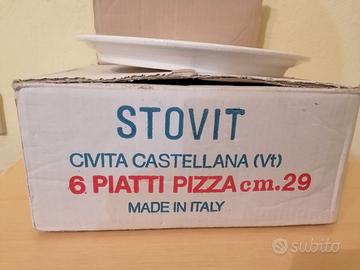 STOVIT
CIVITA CASTELLANA (Vt)
6 PIATTI PIZZA cm. 29
MADE IN ITALY
subito